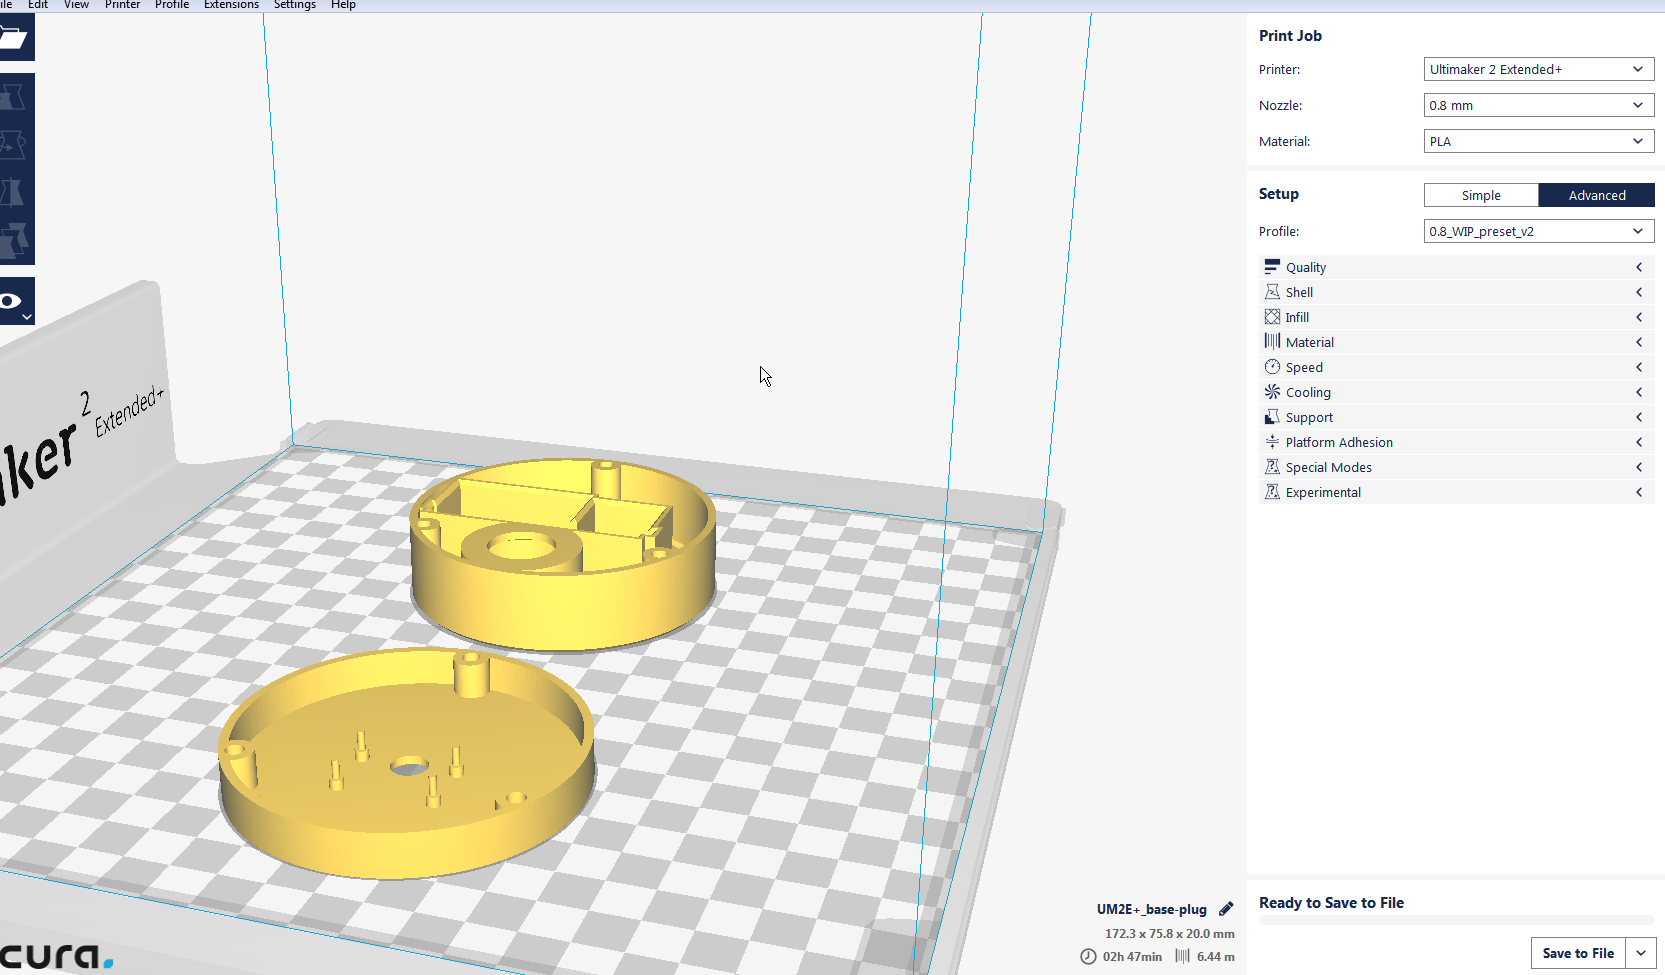 ile Edit View Printer Profile Extensions Settings Help
Print Job
Printer: Ultimaker 2 Extended+
Nozzle: 0.8 mm
Material: PLA
Setup Simple Advanced
Profile: 0.8_WIP_preset_v2
Quality
Shell
Infill
Material
Speed
Cooling
Support
Platform Adhesion
Special Modes
Experimental
aker 2 Extended+
UM2E+_base-plug
172.3 x 75.8 x 20.0 mm
02h 47min 6.44 m
Ready to Save to File
Save to File
cura.